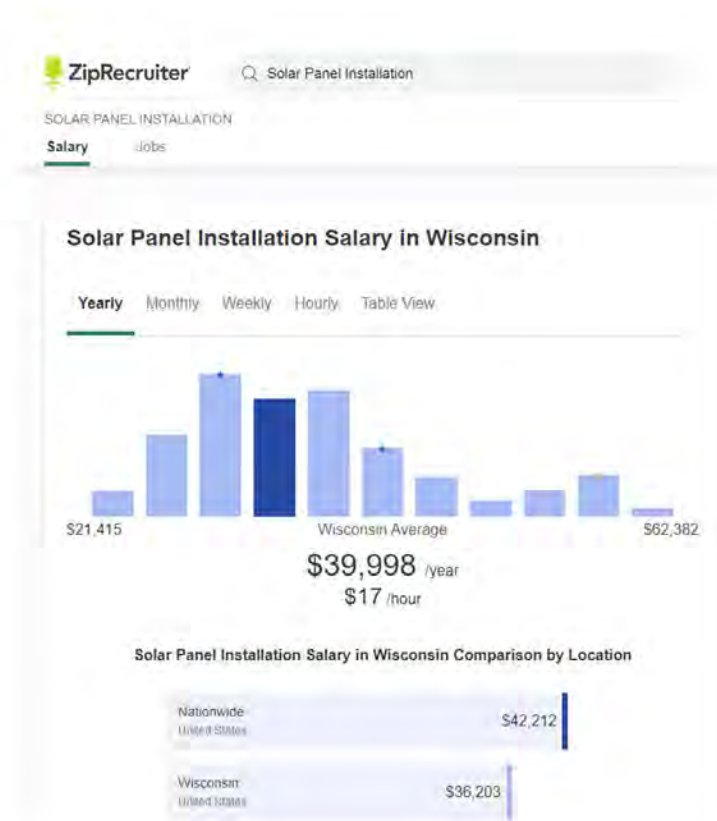 ZipRecruiter
Solar Panel Installation
SOLAR PANEL INSTALLATION
Salary Jobs
Solar Panel Installation Salary in Wisconsin
Yearly Monthly Weekly Hourly Table View
$21,415 Wisconsin Average $62,382
$39,998 /year
$17 /hour
Solar Panel Installation Salary in Wisconsin Comparison by Location
Nationwide
United States
$42,212
Wisconsin
United States
$36,203